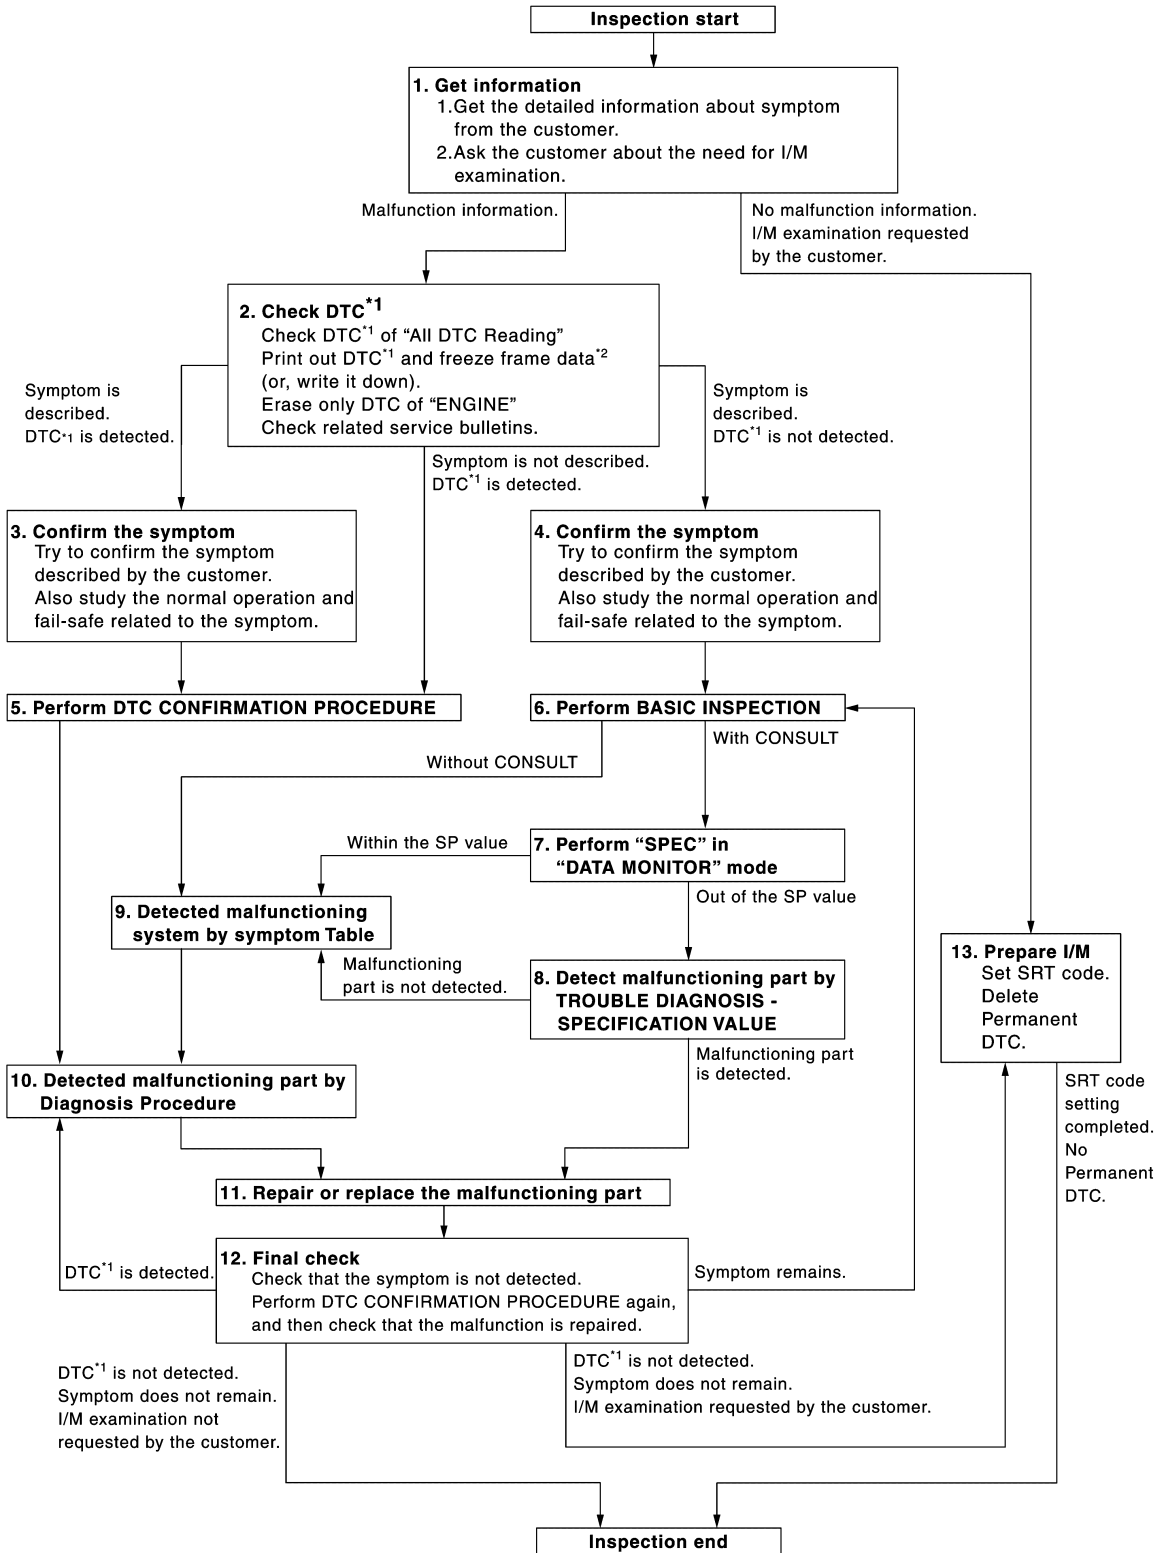 Inspection start
1. Get information
1.Get the detailed information about symptom
from the customer.
2.Ask the customer about the need for I/M
examination.
Malfunction information.
No malfunction information.
I/M examination requested
by the customer.
2. Check DTC*1
Check DTC*1 of “All DTC Reading”
Print out DTC*1 and freeze frame data*2
(or, write it down).
Erase only DTC of “ENGINE”
Check related service bulletins.
Symptom is
described.
DTC*1 is detected.
Symptom is
described.
DTC*1 is not detected.
Symptom is not described.
DTC*1 is detected.
3. Confirm the symptom
Try to confirm the symptom
described by the customer.
Also study the normal operation and
fail-safe related to the symptom.
4. Confirm the symptom
Try to confirm the symptom
described by the customer.
Also study the normal operation and
fail-safe related to the symptom.
5. Perform DTC CONFIRMATION PROCEDURE
6. Perform BASIC INSPECTION
With CONSULT
Without CONSULT
Within the SP value
7. Perform “SPEC” in
“DATA MONITOR” mode
Out of the SP value
9. Detected malfunctioning
system by symptom Table
Malfunctioning
part is not detected.
8. Detect malfunctioning part by
TROUBLE DIAGNOSIS -
SPECIFICATION VALUE
13. Prepare I/M
Set SRT code.
Delete
Permanent
DTC.
Malfunctioning part
is detected.
10. Detected malfunctioning part by
Diagnosis Procedure
SRT code
setting
completed.
No
Permanent
DTC.
11. Repair or replace the malfunctioning part
12. Final check
Check that the symptom is not detected.
Perform DTC CONFIRMATION PROCEDURE again,
and then check that the malfunction is repaired.
DTC*1 is detected.
Symptom remains.
DTC*1 is not detected.
Symptom does not remain.
I/M examination not
requested by the customer.
DTC*1 is not detected.
Symptom does not remain.
I/M examination requested by the customer.
Inspection end